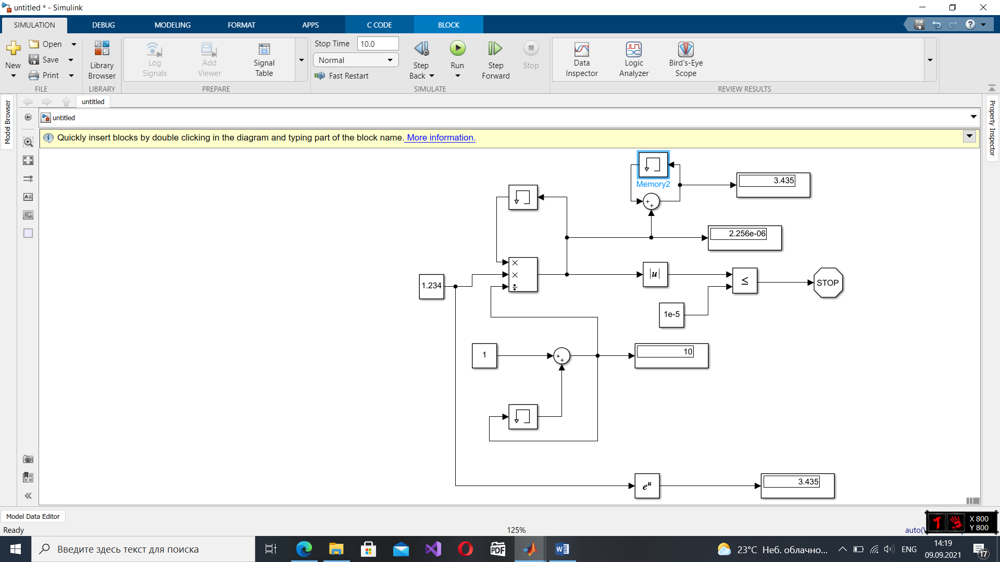 untitled * - Simulink
SIMULATION DEBUG MODELING FORMAT APPS C CODE BLOCK
New
Open
Save
Print
FILE
Library Browser
LIBRARY
Log Signals
Add Viewer
Signal Table
PREPARE
Stop Time 10.0
Normal
Fast Restart
Step Back
Run
Step Forward
Stop
SIMULATE
Data Inspector
Logic Analyzer
Bird's-Eye Scope
REVIEW RESULTS
Model Browser
untitled
untitled
Property Inspector
Quickly insert blocks by double clicking in the diagram and typing part of the block name. More information.
Memory2
3.435
+
+
2.256e-06
×
×
÷
1.234
|u|
≤
STOP
1e-5
1
+
+
10
e^u
3.435
Model Data Editor
Ready
125%
auto(
X 800
Y 800
Введите здесь текст для поиска
PDF
23°C Неб. облачно...
ENG
14:19
09.09.2021
17